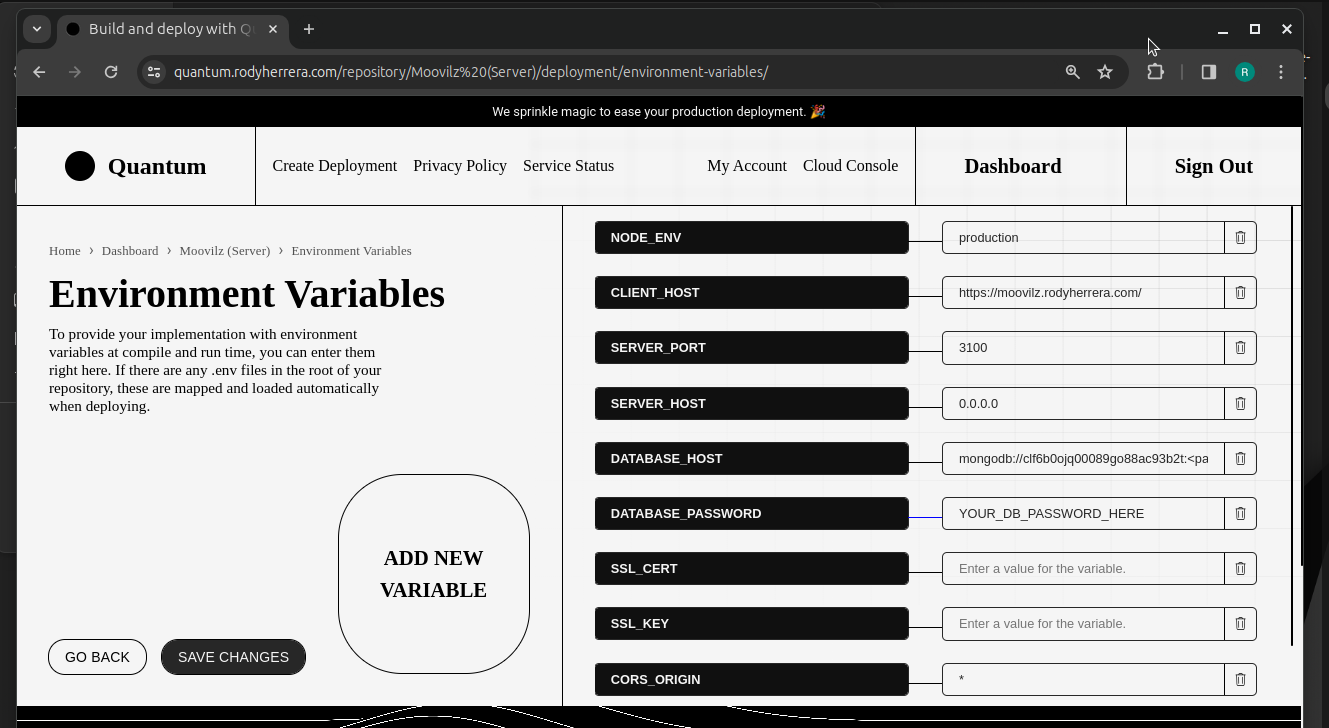 Build and deploy with Qu
quantum.rodyherrera.com/repository/Moovilz%20(Server)/deployment/environment-variables/
R
We sprinkle magic to ease your production deployment. 🎉
Quantum
Create Deployment Privacy Policy Service Status
My Account Cloud Console
Dashboard
Sign Out
Home › Dashboard › Moovilz (Server) › Environment Variables
Environment Variables
To provide your implementation with environment
variables at compile and run time, you can enter them
right here. If there are any .env files in the root of your
repository, these are mapped and loaded automatically
when deploying.
ADD NEW
VARIABLE
GO BACK
SAVE CHANGES
NODE_ENV production
CLIENT_HOST https://moovilz.rodyherrera.com/
SERVER_PORT 3100
SERVER_HOST 0.0.0.0
DATABASE_HOST mongodb://clf6b0ojq00089go88ac93b2t:<pa
DATABASE_PASSWORD YOUR_DB_PASSWORD_HERE
SSL_CERT Enter a value for the variable.
SSL_KEY Enter a value for the variable.
CORS_ORIGIN *